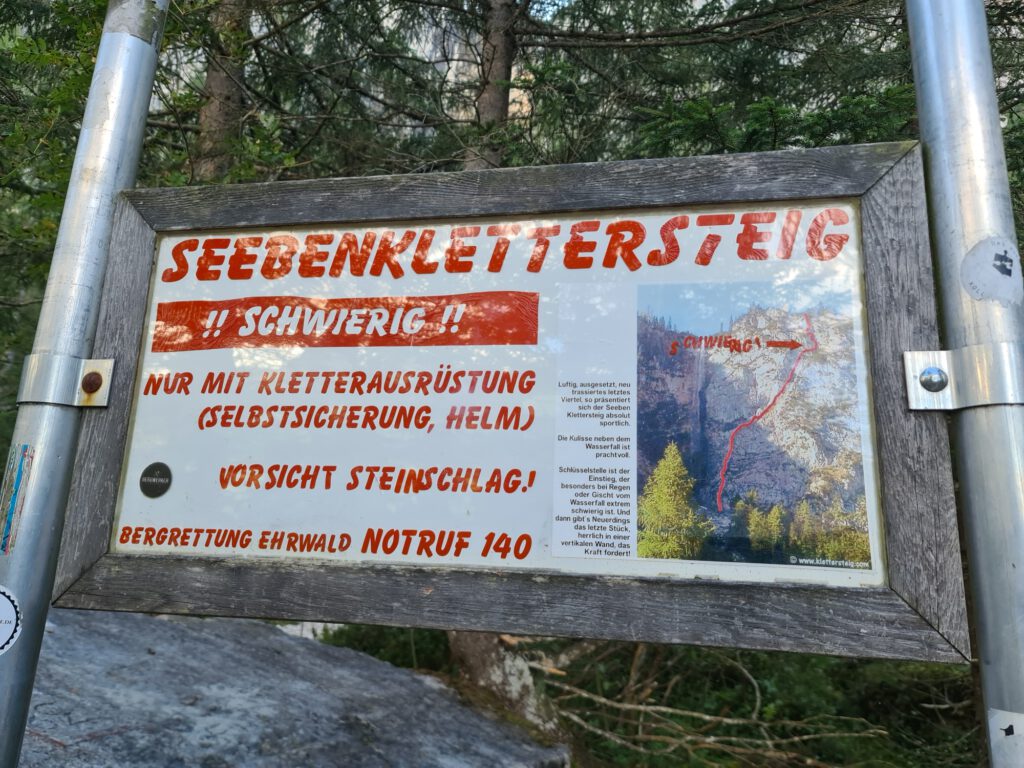 SEEBENKLETTERSTEIG
!! SCHWIERIG !!
NUR MIT KLETTERAUSRÜSTUNG
(SELBSTSICHERUNG, HELM)
VORSICHT STEINSCHLAG!
BERGRETTUNG EHRWALD NOTRUF 140
Luftig, ausgesetzt, neu
trassiertes letztes
Viertel, so präsentiert
sich der Seeben
Klettersteig absolut
sportlich.
Die Kulisse neben dem
Wasserfall ist
prachtvoll.
Schlüsselstelle ist der
Einstieg, der
besonders bei Regen
oder Gischt vom
Wasserfall extrem
schwierig ist. Und
dann gibt's Neuerdings
das letzte Stück,
herrlich in einer
vertikalen Wand, das
Kraft fordert!
SCHWIERIG!
© www.klettersteig.com